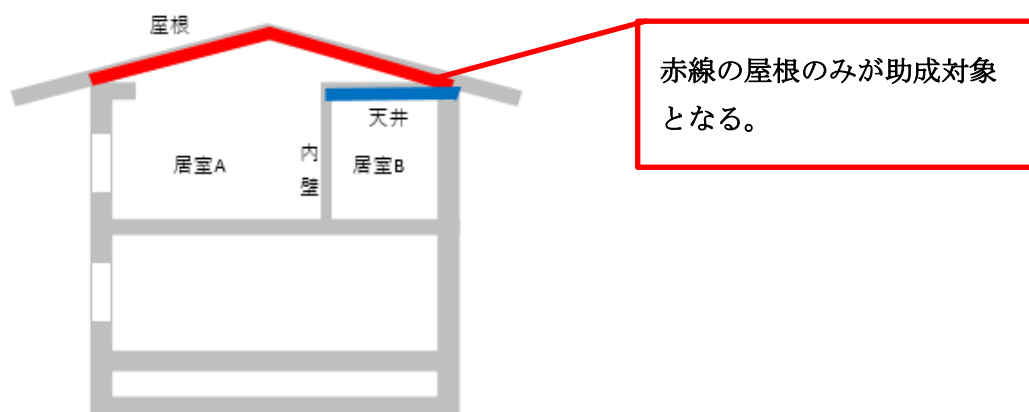 屋根
赤線の屋根のみが助成対象
となる。
天井
居室A
内
壁
居室B